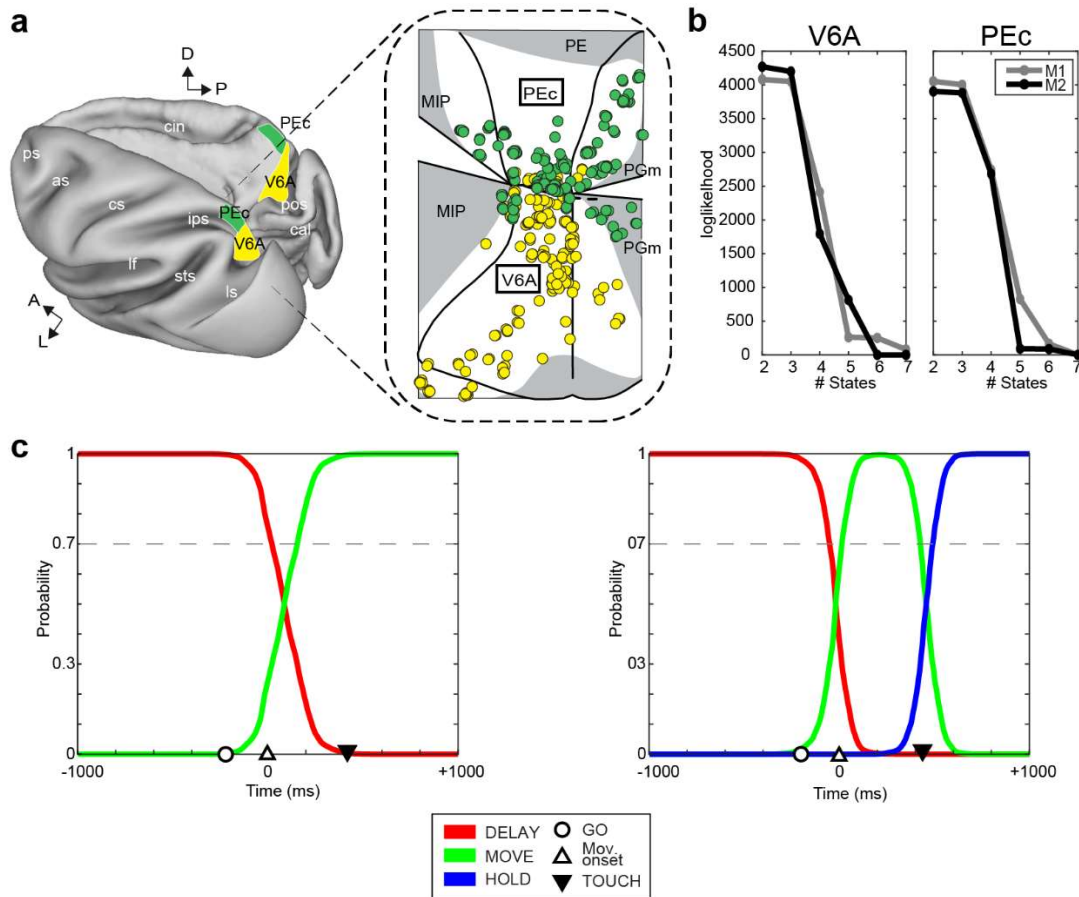 a
D
P
cin
PEc
ps
as
V6A
cs
PEc
pos
ips
cal
V6A
lf
sts
ls
A
L
PE
PEc
MIP
PGm
MIP
PGm
V6A
b
V6A
PEc
4500
4000
3500
3000
2500
2000
1500
1000
500
0
loglikelhood
M1
M2
2 3 4 5 6 7
# States
2 3 4 5 6 7
# States
c
1
0.7
0.3
0
Probability
-1000 0 +1000
Time (ms)
1
07
0.3
0
Probability
-1000 0 +1000
Time (ms)
DELAY GO
MOVE Mov. onset
HOLD TOUCH